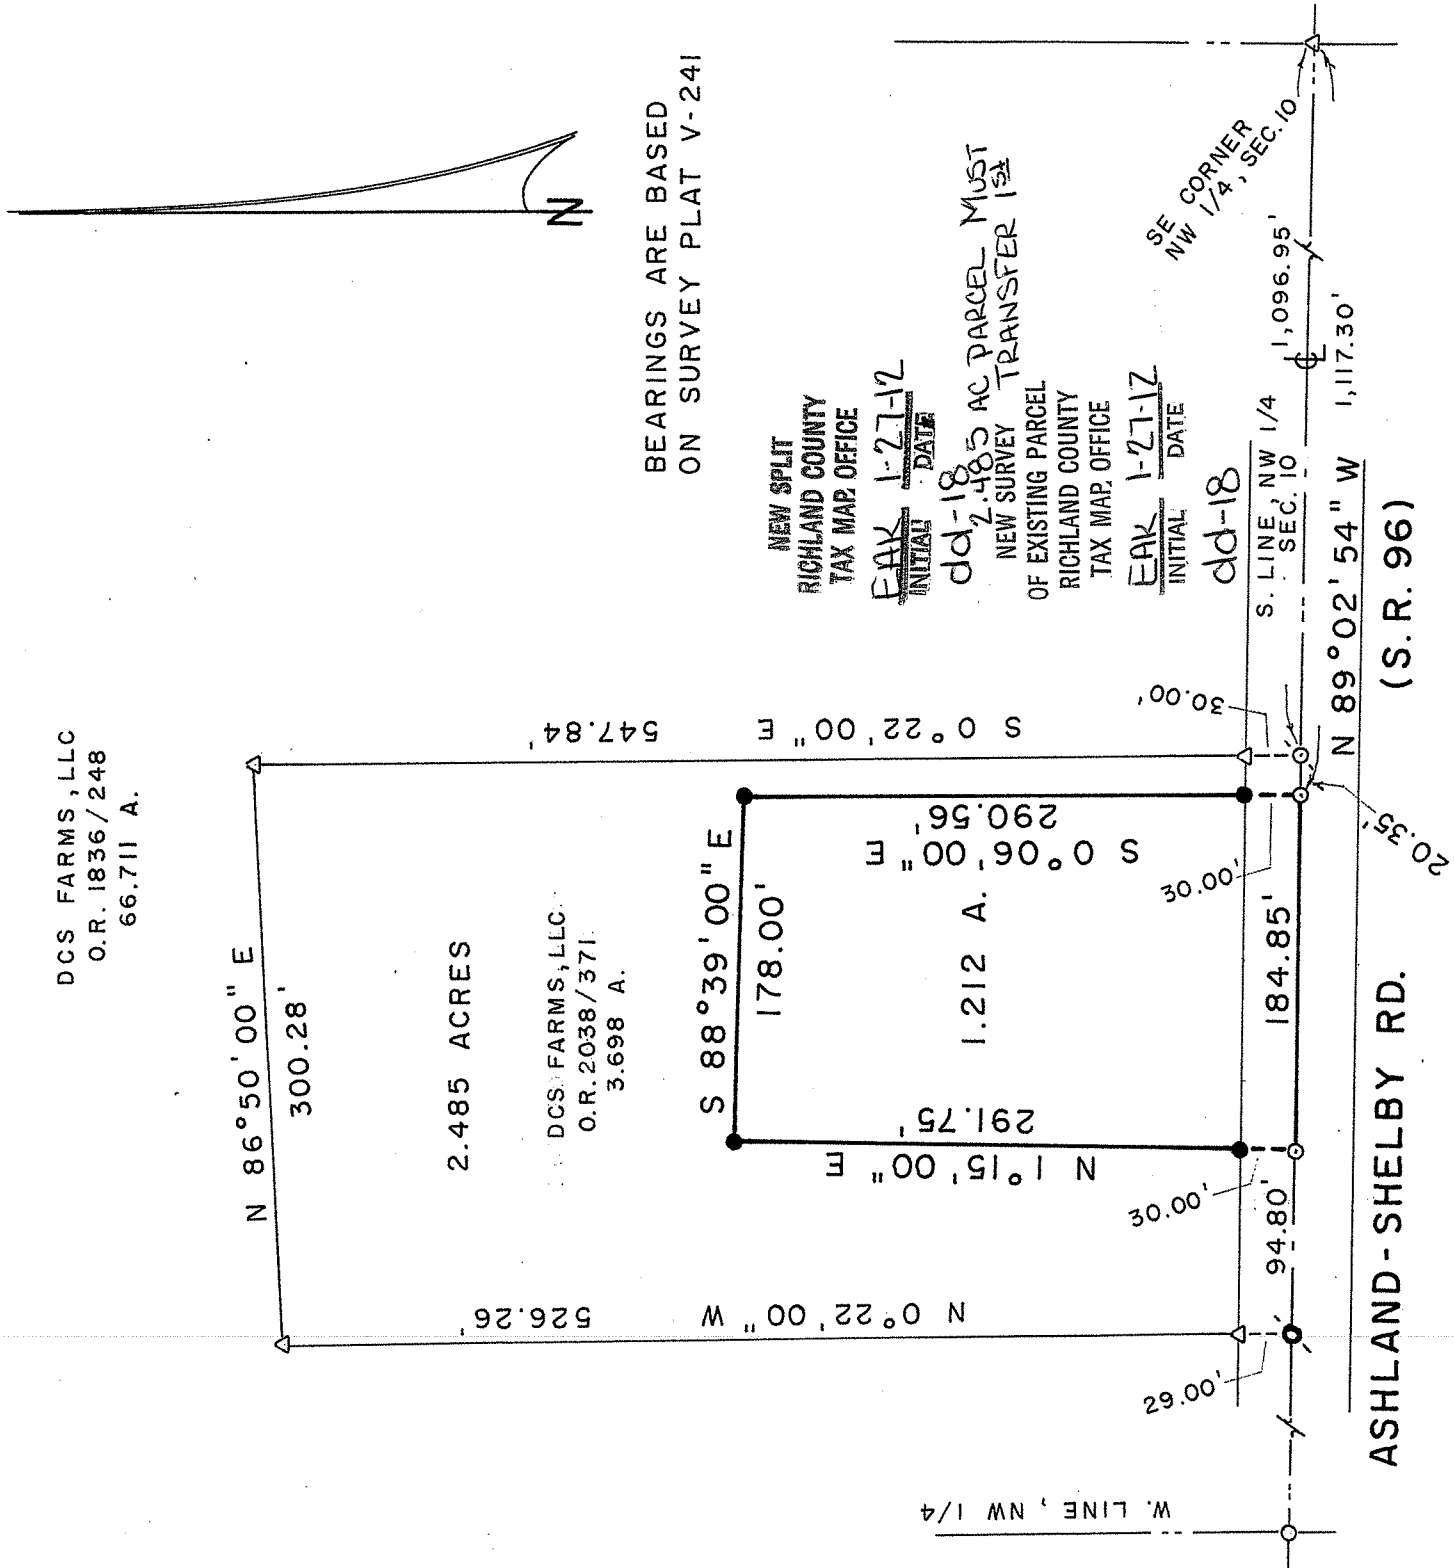 N
BEARINGS ARE BASED
ON SURVEY PLAT V-241
DCS FARMS, LLC
O.R. 1836/248
66.711 A.
N 86°50'00" E
300.28'
2.485 ACRES
DCS FARMS, LLC
O.R. 2038/371
3.698 A.
S 0°22'00" E
547.84'
N 0°22'00" W
526.26'
S 88°39'00" E
178.00'
S 0°06'00" E
290.56'
1.212 A.
N 1°15'00" E
291.75'
NEW SPLIT
RICHLAND COUNTY
TAX MAP OFFICE
EAK 1-27-12
INITIAL DATE
dd-18
2.485 AC PARCEL MUST
TRANSFER 1st
NEW SURVEY
OF EXISTING PARCEL
RICHLAND COUNTY
TAX MAP OFFICE
EAK 1-27-12
INITIAL DATE
dd-18
SE CORNER
NW 1/4, SEC. 10
S. LINE, NW 1/4
SEC. 10
1,096.95'
1,117.30'
30.00'
30.00'
30.00'
29.00'
20.35'
184.85'
94.80'
W. LINE, NW 1/4
N 89°02'54" W
ASHLAND-SHELBY RD.
(S.R. 96)